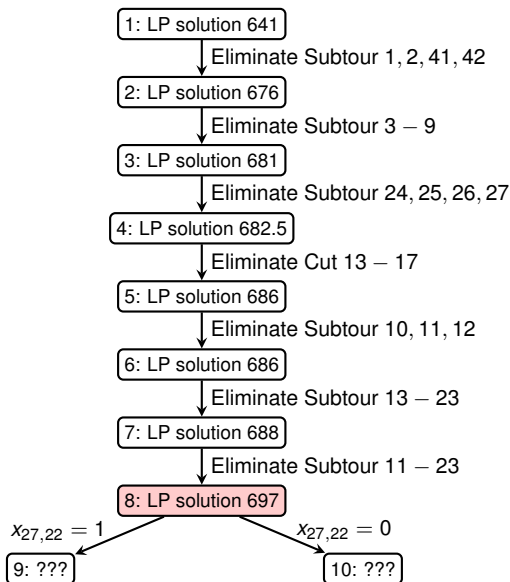 1: LP solution 641
Eliminate Subtour 1, 2, 41, 42
2: LP solution 676
Eliminate Subtour 3 − 9
3: LP solution 681
Eliminate Subtour 24, 25, 26, 27
4: LP solution 682.5
Eliminate Cut 13 − 17
5: LP solution 686
Eliminate Subtour 10, 11, 12
6: LP solution 686
Eliminate Subtour 13 − 23
7: LP solution 688
Eliminate Subtour 11 − 23
8: LP solution 697
x27,22 = 1
x27,22 = 0
9: ???
10: ???